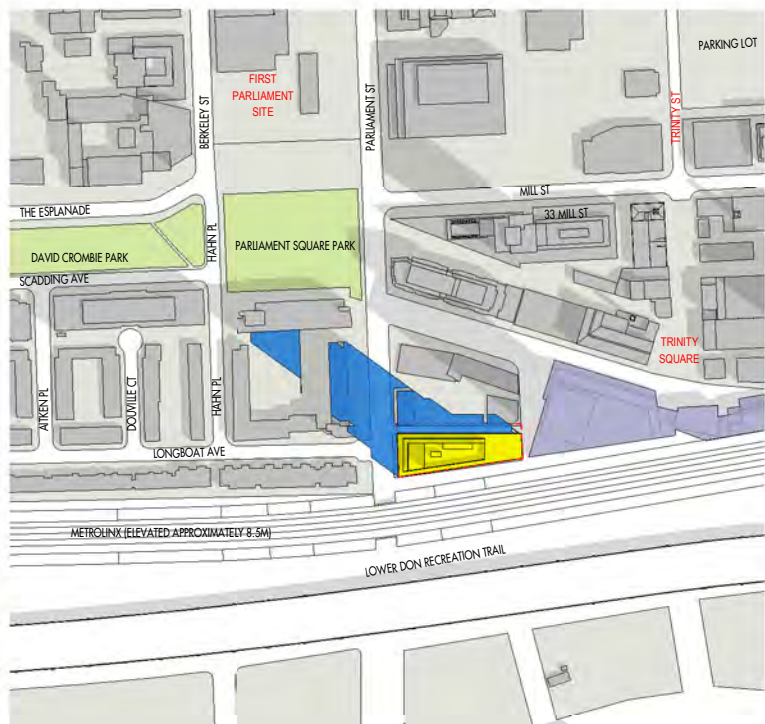 PARKING LOT
FIRST
PARLIAMENT
SITE
BERKELEY ST
PARLIAMENT ST
TRINITY ST
MILL ST
THE ESPLANADE
33 MILL ST
HAHN PL
PARLIAMENT SQUARE PARK
DAVID CROMBIE PARK
SCADDING AVE
TRINITY
SQUARE
AITKEN PL
DOUVILLE CT
HAHN PL
LONGBOAT AVE
METROLINX (ELEVATED APPROXIMATELY 8.5M)
LOWER DON RECREATION TRAIL